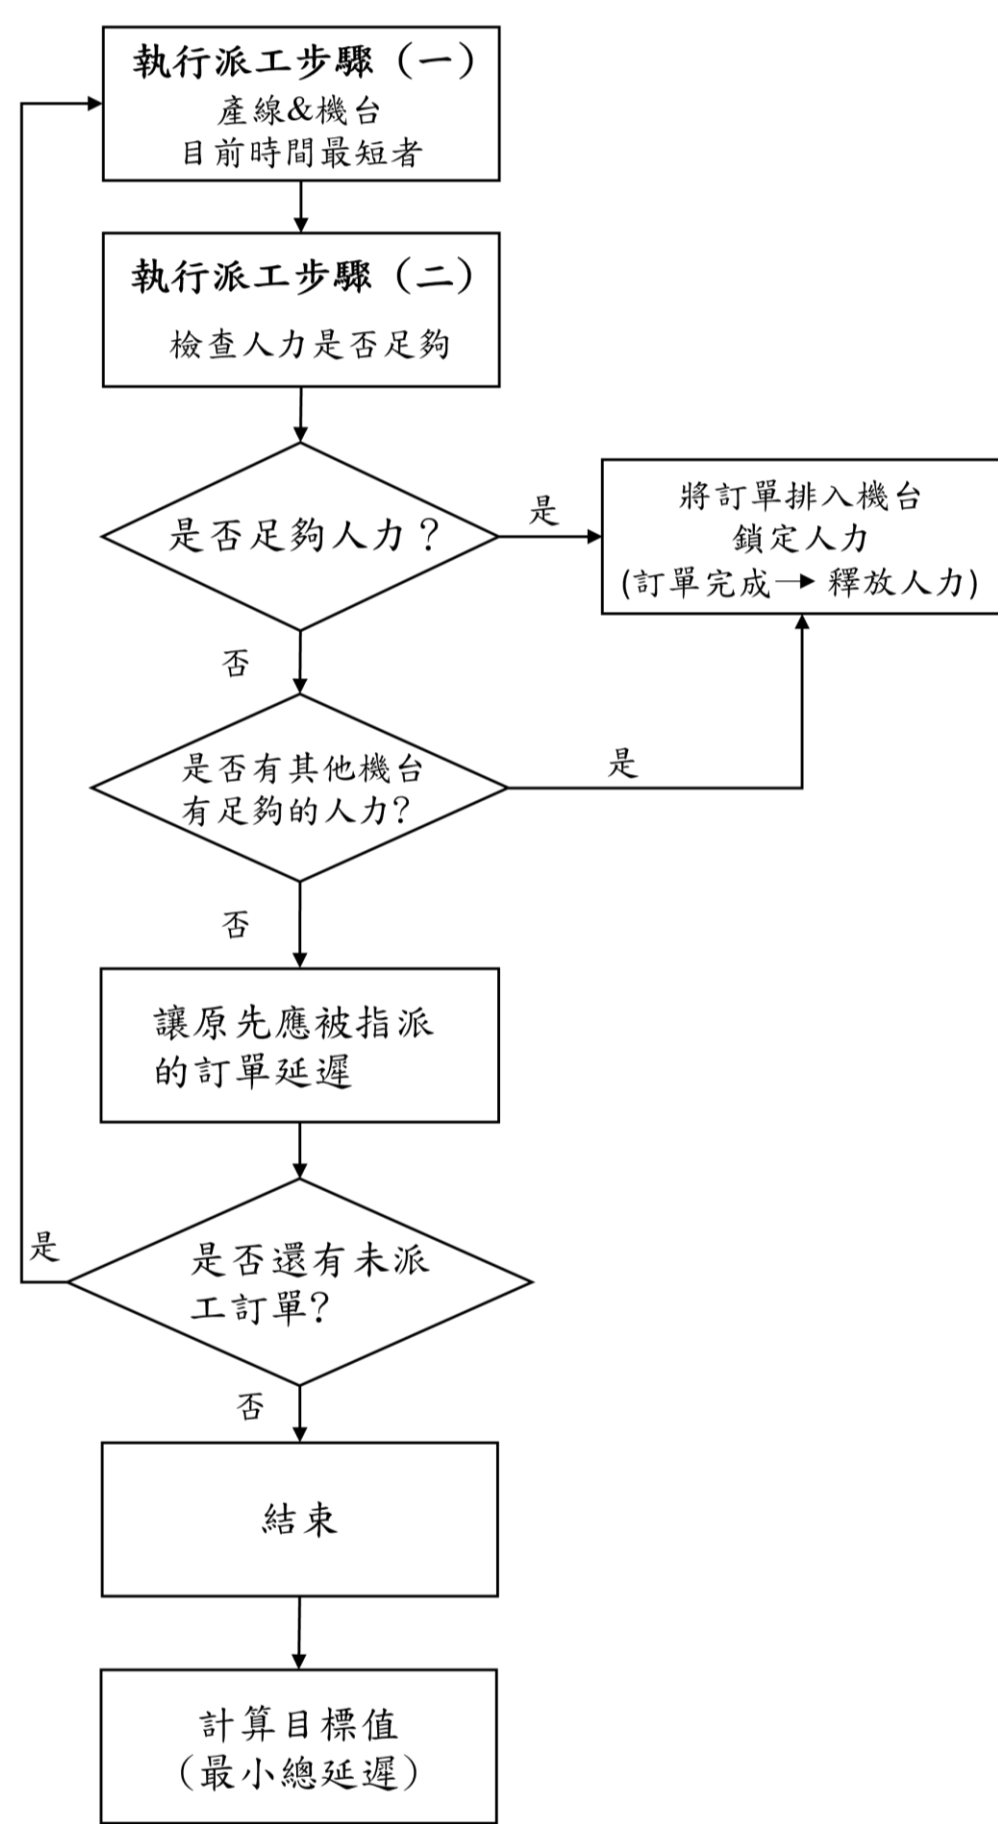 執行派工步驟（一）
產線&機台
目前時間最短者
執行派工步驟（二）
檢查人力是否足夠
是否足夠人力？
是
將訂單排入機台
鎖定人力
(訂單完成→ 釋放人力)
否
是否有其他機台
有足夠的人力?
是
否
讓原先應被指派
的訂單延遲
是否還有未派
工訂單?
是
否
結束
計算目標值
（最小總延遲）